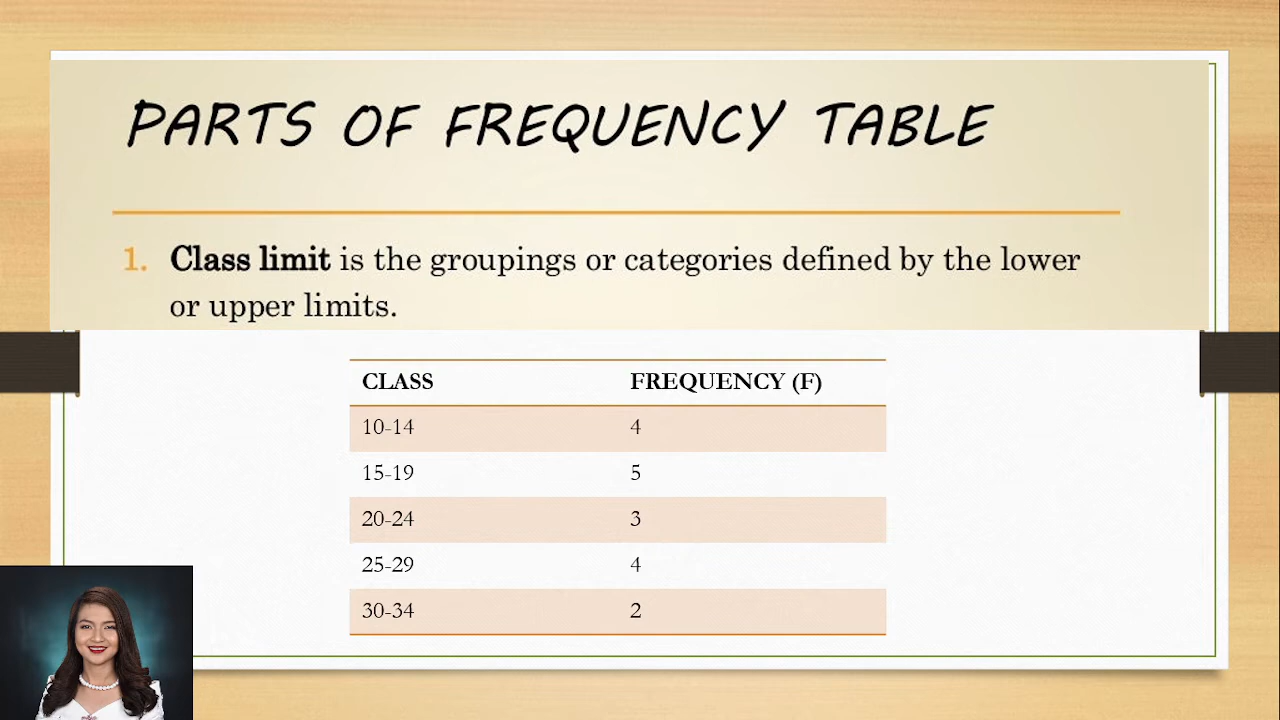 PARTS OF FREQUENCY TABLE
1. Class limit is the groupings or categories defined by the lower
or upper limits.
CLASS FREQUENCY (F)
10-14 4
15-19 5
20-24 3
25-29 4
30-34 2